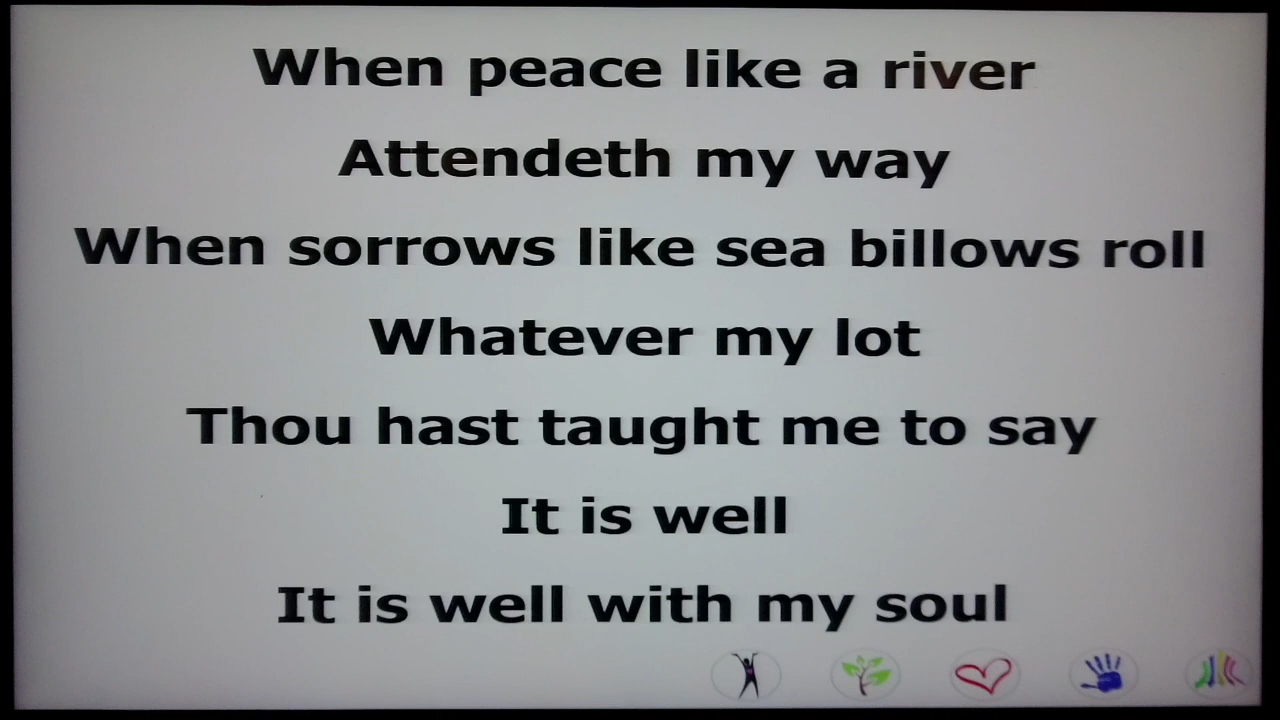 When peace like a river
Attendeth my way
When sorrows like sea billows roll
Whatever my lot
Thou hast taught me to say
It is well
It is well with my soul